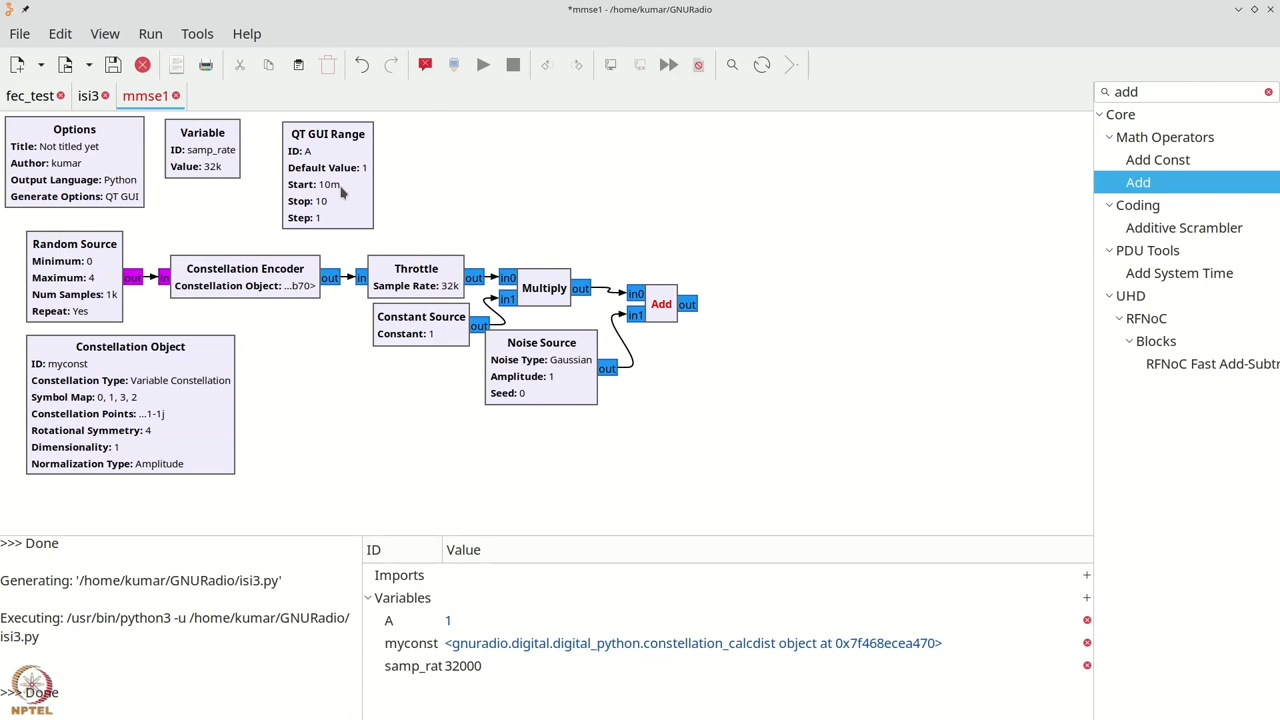 *mmse1 - /home/kumar/GNURadio
File Edit View Run Tools Help
fec_test isi3 mmse1
add
Core
Math Operators
Add Const
Add
Coding
Additive Scrambler
PDU Tools
Add System Time
UHD
RFNoC
Blocks
RFNoC Fast Add-Subtr
Options
Title: Not titled yet
Author: kumar
Output Language: Python
Generate Options: QT GUI
Variable
ID: samp_rate
Value: 32k
QT GUI Range
ID: A
Default Value: 1
Start: 10m
Stop: 10
Step: 1
Random Source
Minimum: 0
Maximum: 4
Num Samples: 1k
Repeat: Yes
out
in
Constellation Encoder
Constellation Object: ...b70>
out
in
Throttle
Sample Rate: 32k
out
Constant Source
Constant: 1
out
in0
in1
Multiply
out
Noise Source
Noise Type: Gaussian
Amplitude: 1
Seed: 0
out
in0
in1
Add
out
Constellation Object
ID: myconst
Constellation Type: Variable Constellation
Symbol Map: 0, 1, 3, 2
Constellation Points: ...1-1j
Rotational Symmetry: 4
Dimensionality: 1
Normalization Type: Amplitude
>>> Done
Generating: '/home/kumar/GNURadio/isi3.py'
Executing: /usr/bin/python3 -u /home/kumar/GNURadio/
isi3.py
>>> Done
NPTEL
ID Value
Imports
Variables
A 1
myconst <gnuradio.digital.digital_python.constellation_calcdist object at 0x7f468ecea470>
samp_rat 32000